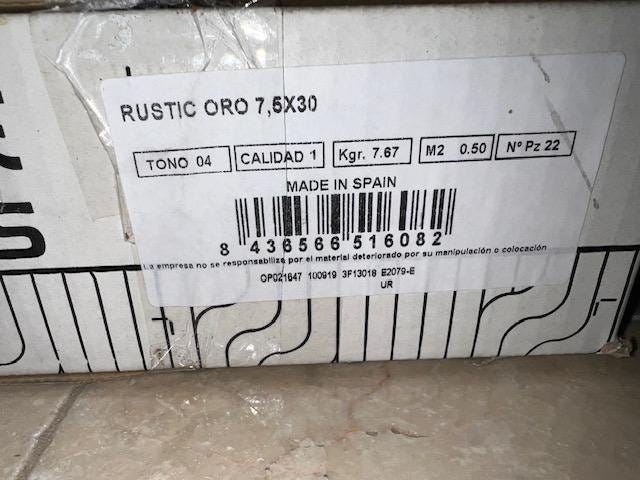 RUSTIC ORO 7,5X30
TONO 04 CALIDAD 1 Kgr. 7.67 M2 0.50 Nº Pz 22
MADE IN SPAIN
8 436566 516082
La empresa no se responsabiliza por el material deteriorado por su manipulación o colocación
OP021647 100919 3F13018 E2079-E
UR